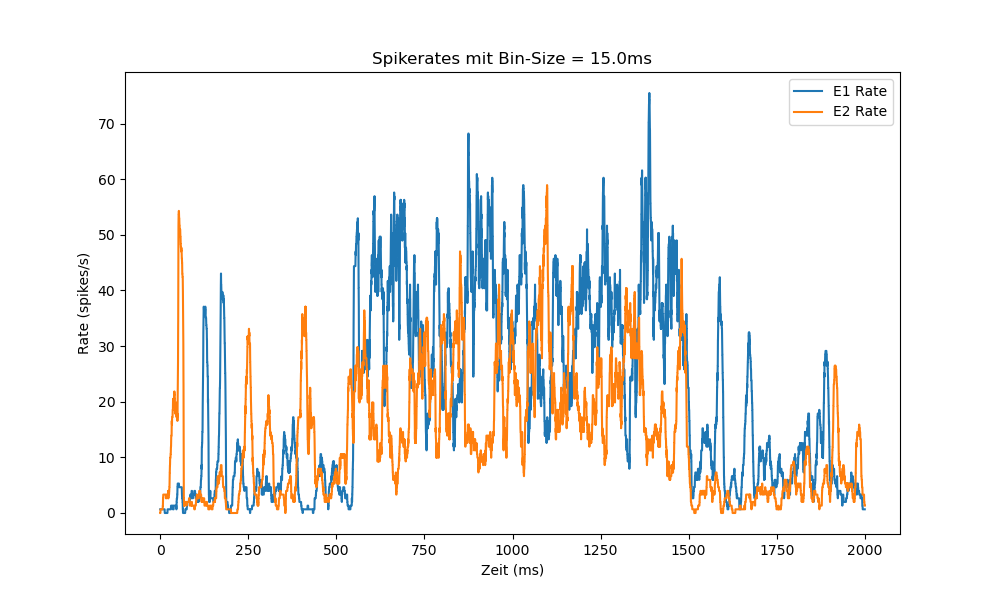 Spikerates mit Bin-Size = 15.0ms
E1 Rate
E2 Rate
Rate (spikes/s)
70
60
50
40
30
20
10
0
0 250 500 750 1000 1250 1500 1750 2000
Zeit (ms)